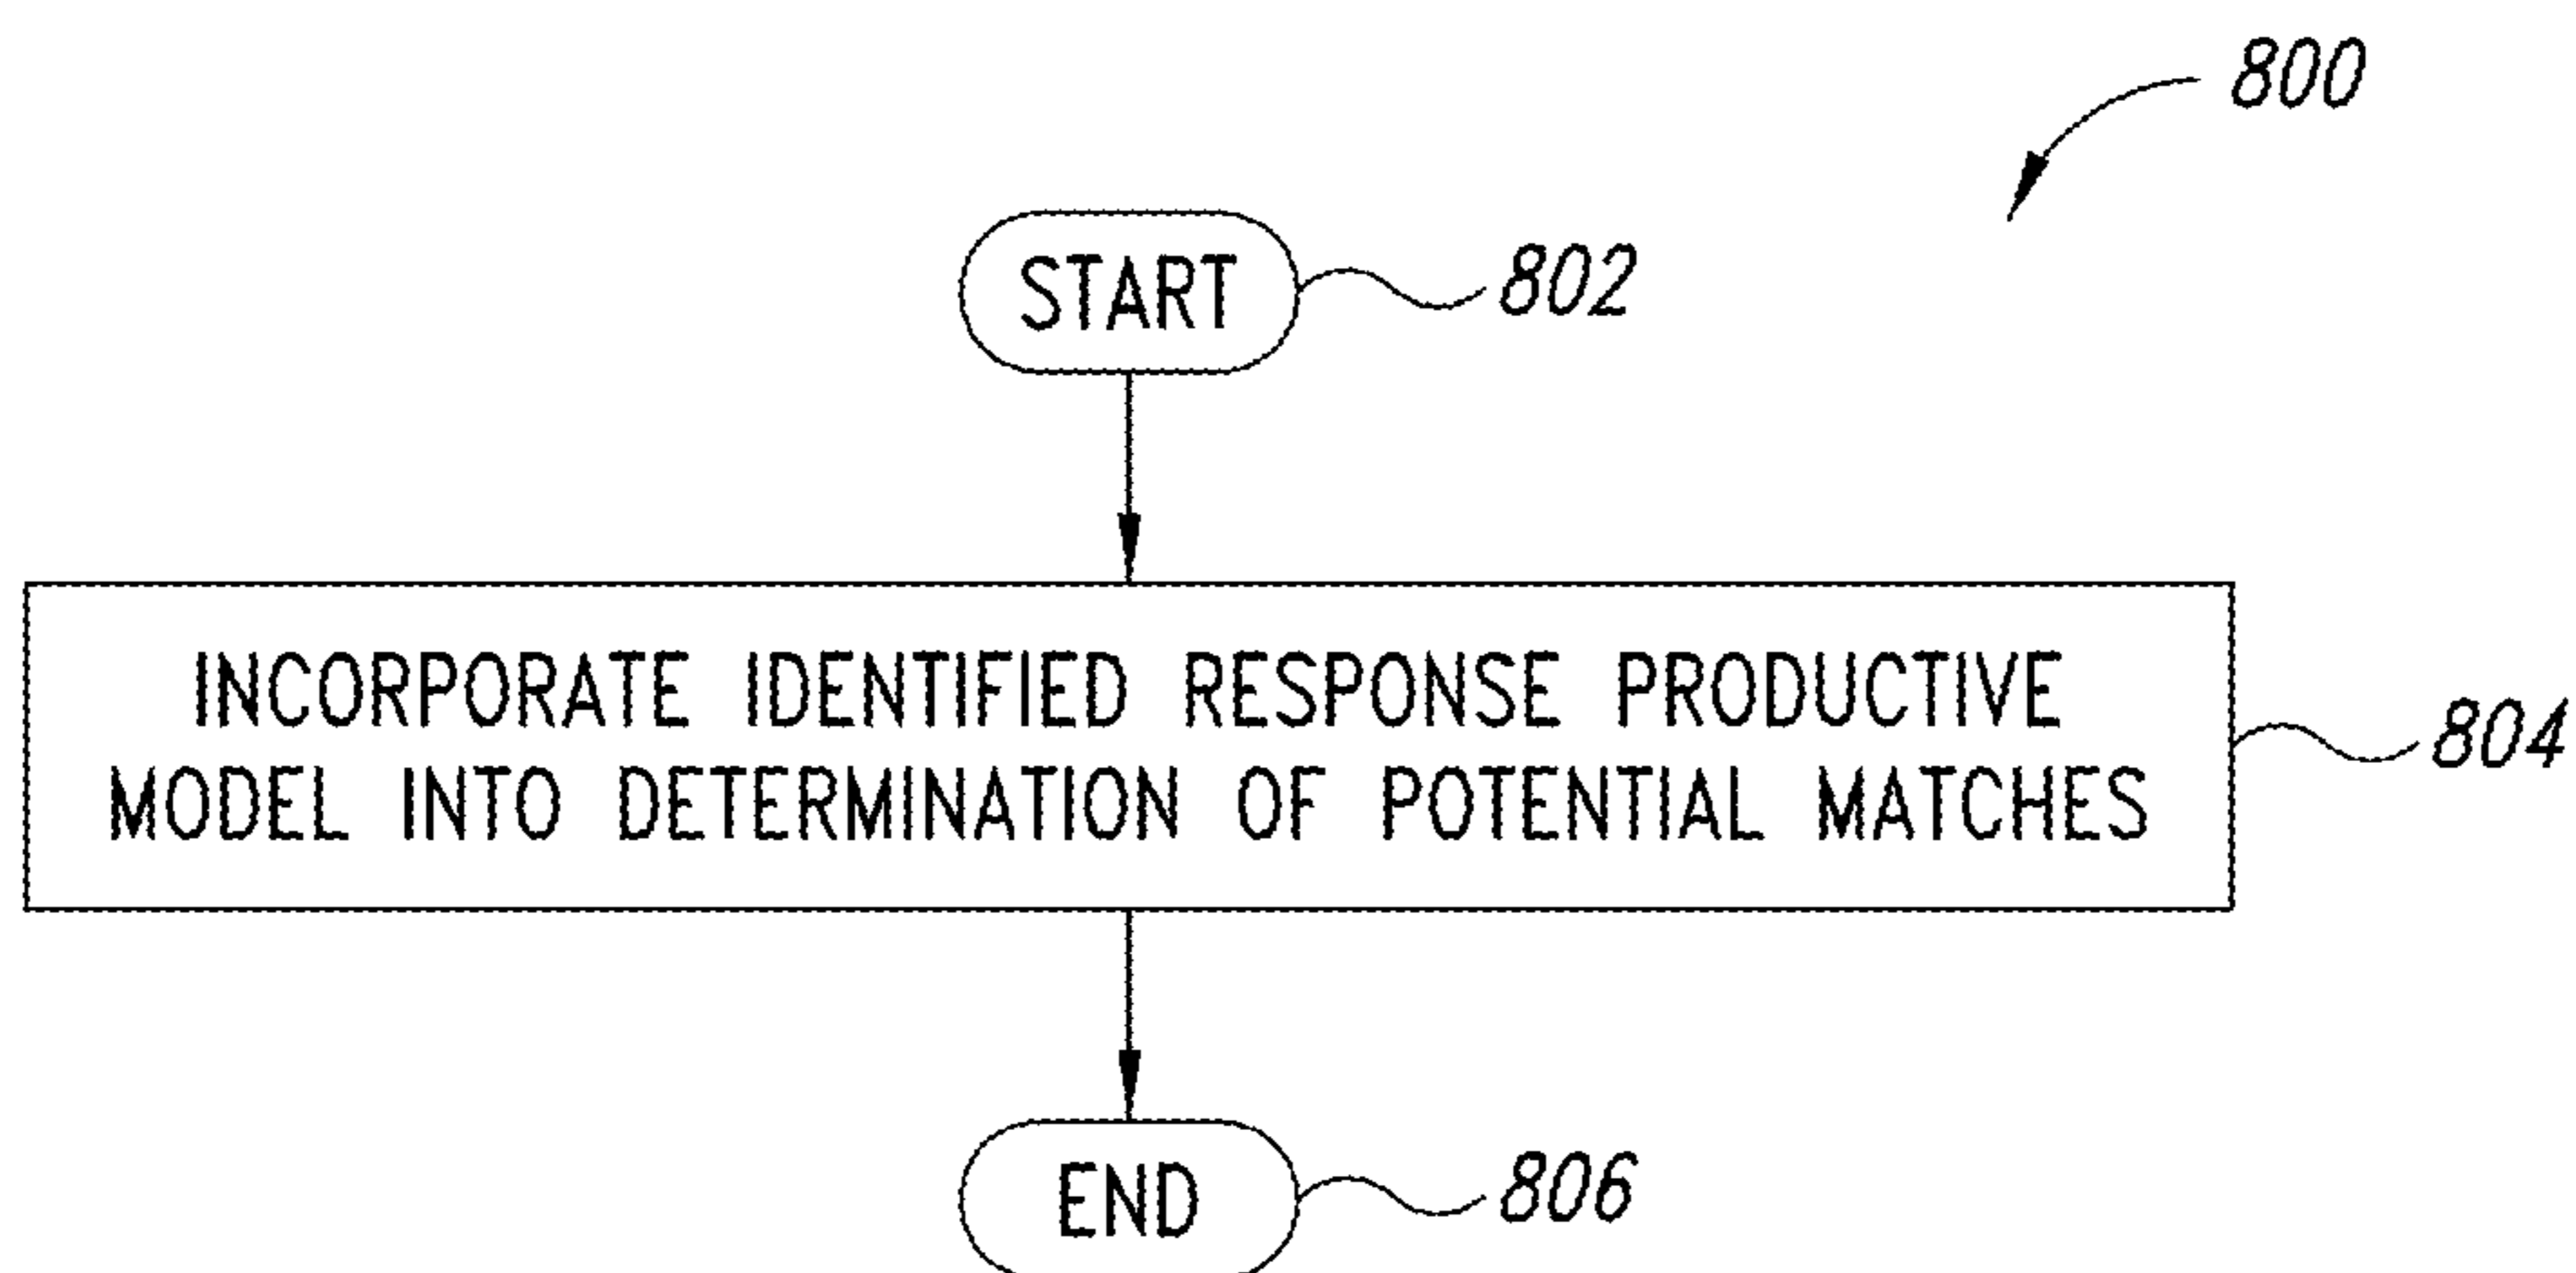 800
START
802
INCORPORATE IDENTIFIED RESPONSE PRODUCTIVE
MODEL INTO DETERMINATION OF POTENTIAL MATCHES
804
END
806